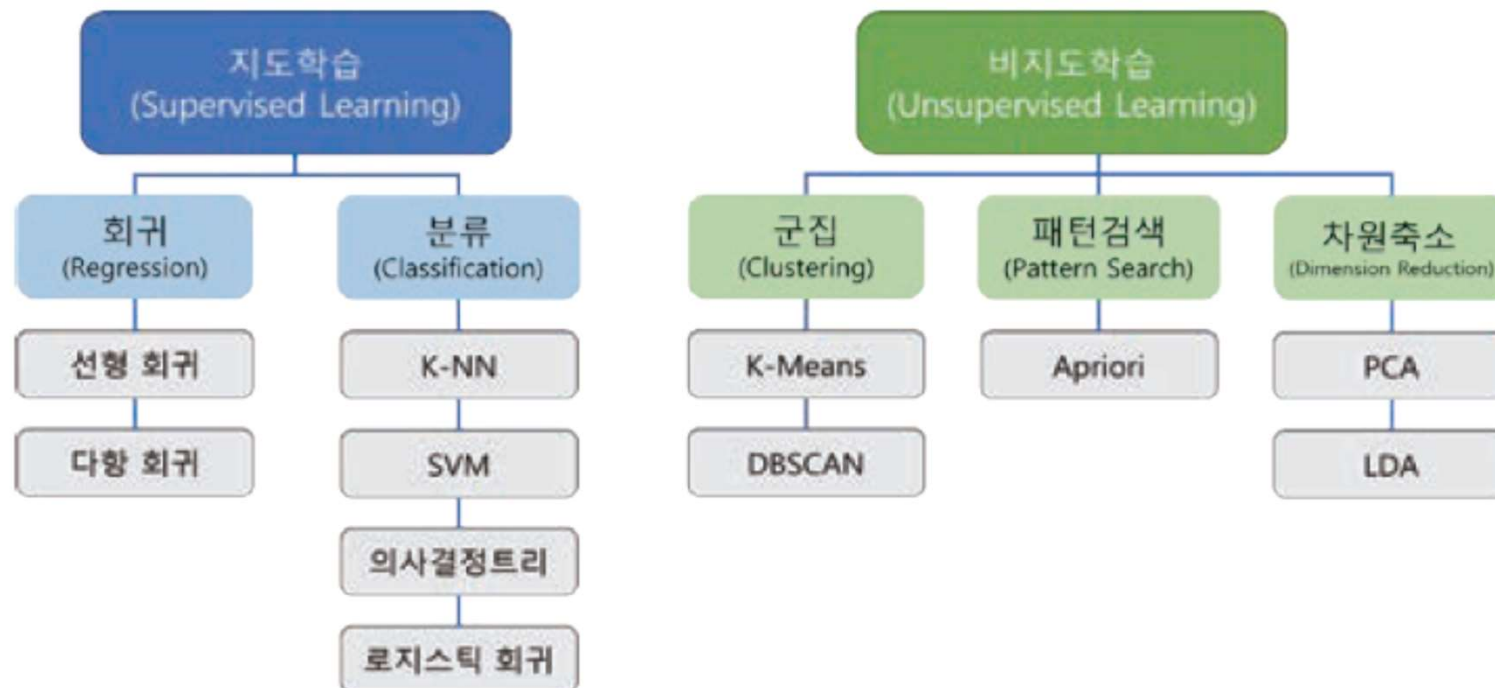 지도학습
(Supervised Learning)
회귀
(Regression)
선형 회귀
다항 회귀
분류
(Classification)
K-NN
SVM
의사결정트리
로지스틱 회귀
비지도학습
(Unsupervised Learning)
군집
(Clustering)
K-Means
DBSCAN
패턴검색
(Pattern Search)
Apriori
차원축소
(Dimension Reduction)
PCA
LDA